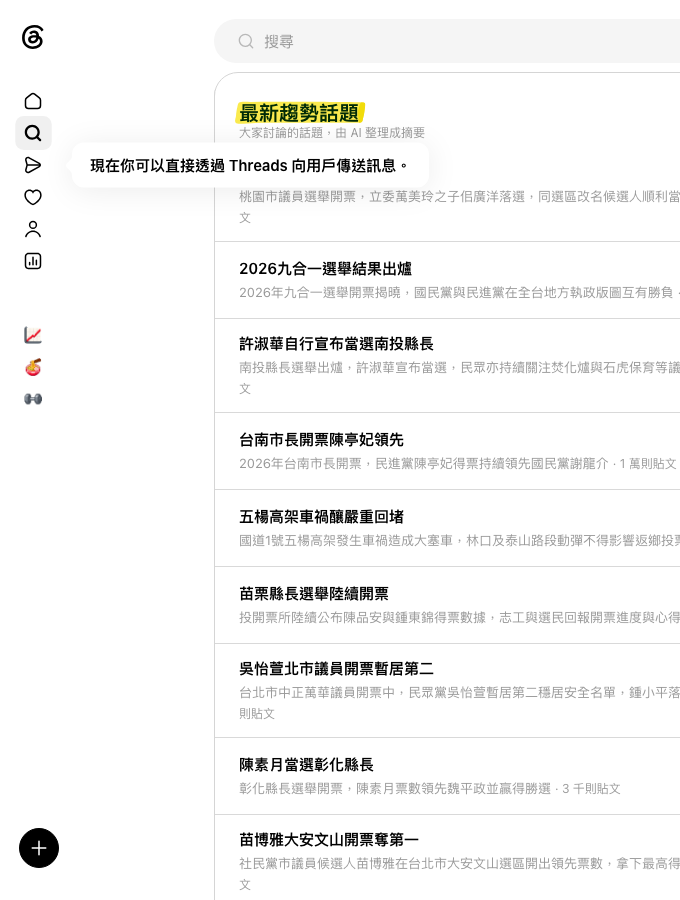 搜尋
最新趨勢話題
大家討論的話題，由 AI 整理成摘要
現在你可以直接透過 Threads 向用戶傳送訊息。
桃園市議員選舉開票，立委萬美玲之子佀廣洋落選，同選區改名候選人順利當
文
2026九合一選舉結果出爐
2026年九合一選舉開票揭曉，國民黨與民進黨在全台地方執政版圖互有勝負 ·
許淑華自行宣布當選南投縣長
南投縣長選舉出爐，許淑華宣布當選，民眾亦持續關注焚化爐與石虎保育等議
文
台南市長開票陳亭妃領先
2026年台南市長開票，民進黨陳亭妃得票持續領先國民黨謝龍介 · 1 萬則貼文
五楊高架車禍釀嚴重回堵
國道1號五楊高架發生車禍造成大塞車，林口及泰山路段動彈不得影響返鄉投票
苗栗縣長選舉陸續開票
投開票所陸續公布陳品安與鍾東錦得票數據，志工與選民回報開票進度與心得
吳怡萱北市議員開票暫居第二
台北市中正萬華議員開票中，民眾黨吳怡萱暫居第二穩居安全名單，鍾小平落
則貼文
陳素月當選彰化縣長
彰化縣長選舉開票，陳素月票數領先魏平政並贏得勝選 · 3 千則貼文
苗博雅大安文山開票奪第一
社民黨市議員候選人苗博雅在台北市大安文山選區開出領先票數，拿下最高得
文